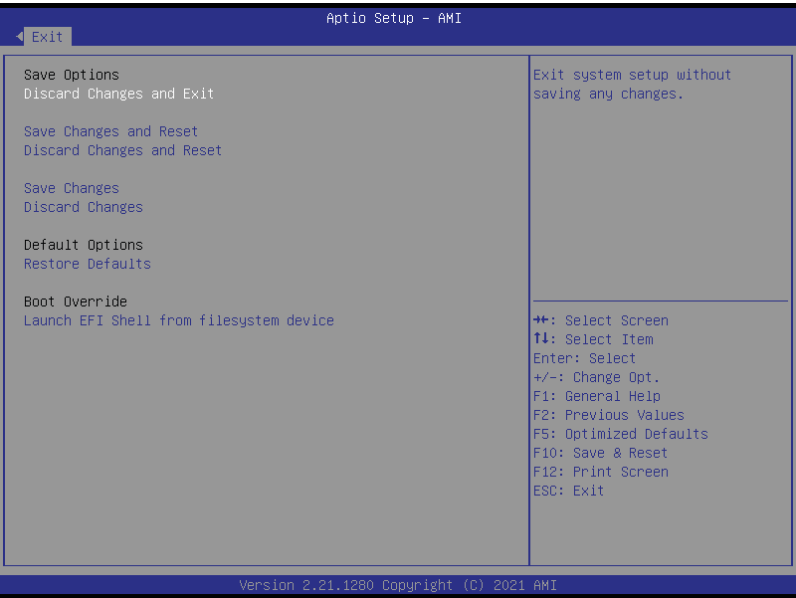 Aptio Setup – AMI
Exit
Save Options
Discard Changes and Exit
Save Changes and Reset
Discard Changes and Reset
Save Changes
Discard Changes
Default Options
Restore Defaults
Boot Override
Launch EFI Shell from filesystem device
Exit system setup without
saving any changes.
→←: Select Screen
↑↓: Select Item
Enter: Select
+/-: Change Opt.
F1: General Help
F2: Previous Values
F5: Optimized Defaults
F10: Save & Reset
F12: Print Screen
ESC: Exit
Version 2.21.1280 Copyright (C) 2021 AMI